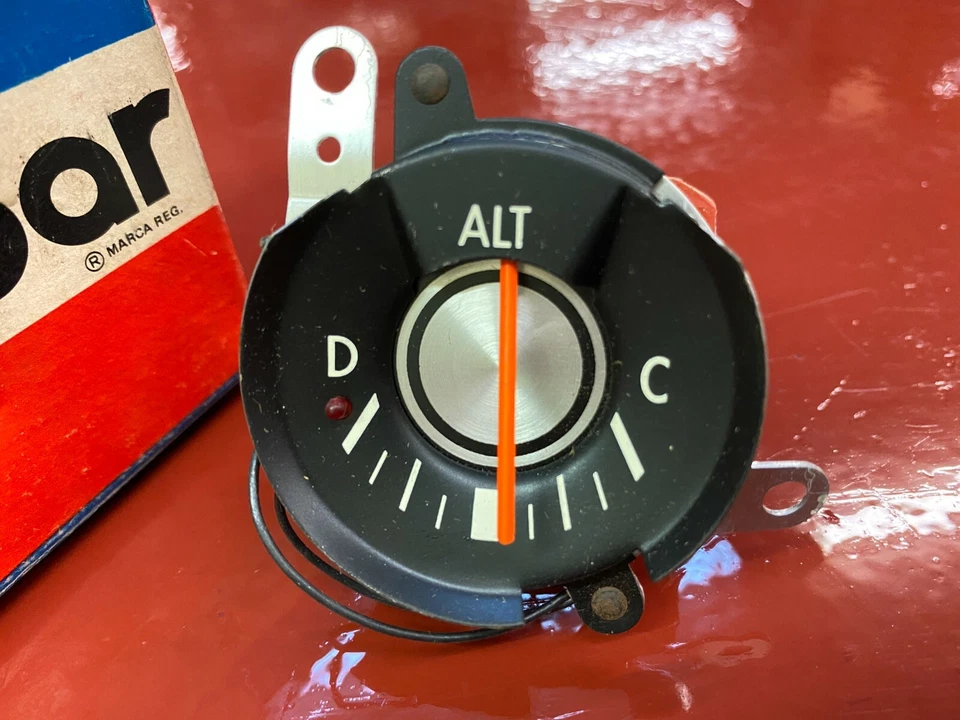 par
® MARCA REG.
ALT
D
C